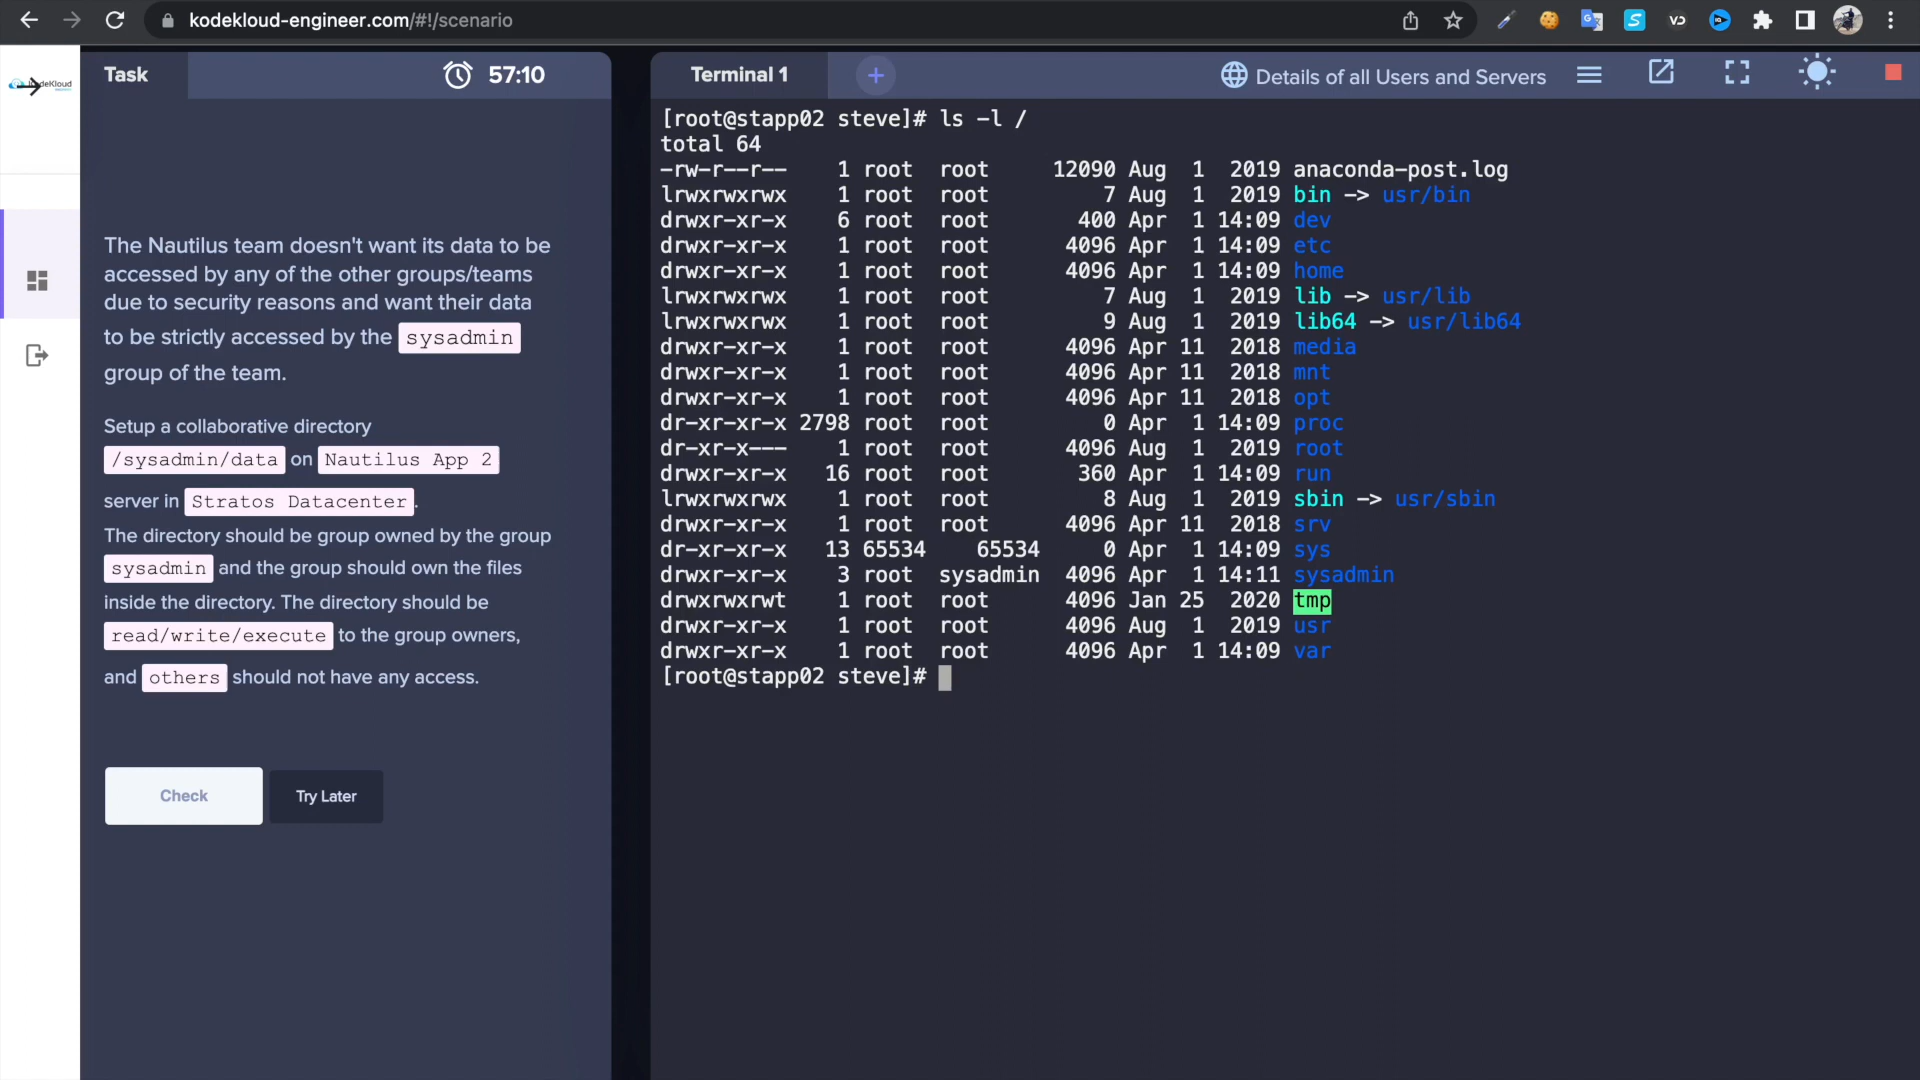 kodekloud-engineer.com/#!/scenario
KodeKloud
Task
57:10
Terminal 1
+
Details of all Users and Servers
The Nautilus team doesn't want its data to be
accessed by any of the other groups/teams
due to security reasons and want their data
to be strictly accessed by the sysadmin
group of the team.
Setup a collaborative directory
/sysadmin/data on Nautilus App 2
server in Stratos Datacenter.
The directory should be group owned by the group
sysadmin and the group should own the files
inside the directory. The directory should be
read/write/execute to the group owners,
and others should not have any access.
Check
Try Later
[root@stapp02 steve]# ls -l /
total 64
-rw-r--r-- 1 root root 12090 Aug 1 2019 anaconda-post.log
lrwxrwxrwx 1 root root 7 Aug 1 2019 bin -> usr/bin
drwxr-xr-x 6 root root 400 Apr 1 14:09 dev
drwxr-xr-x 1 root root 4096 Apr 1 14:09 etc
drwxr-xr-x 1 root root 4096 Apr 1 14:09 home
lrwxrwxrwx 1 root root 7 Aug 1 2019 lib -> usr/lib
lrwxrwxrwx 1 root root 9 Aug 1 2019 lib64 -> usr/lib64
drwxr-xr-x 1 root root 4096 Apr 11 2018 media
drwxr-xr-x 1 root root 4096 Apr 11 2018 mnt
drwxr-xr-x 1 root root 4096 Apr 11 2018 opt
dr-xr-xr-x 2798 root root 0 Apr 1 14:09 proc
dr-xr-x--- 1 root root 4096 Aug 1 2019 root
drwxr-xr-x 16 root root 360 Apr 1 14:09 run
lrwxrwxrwx 1 root root 8 Aug 1 2019 sbin -> usr/sbin
drwxr-xr-x 1 root root 4096 Apr 11 2018 srv
dr-xr-xr-x 13 65534 65534 0 Apr 1 14:09 sys
drwxr-xr-x 3 root sysadmin 4096 Apr 1 14:11 sysadmin
drwxrwxrwt 1 root root 4096 Jan 25 2020 tmp
drwxr-xr-x 1 root root 4096 Aug 1 2019 usr
drwxr-xr-x 1 root root 4096 Apr 1 14:09 var
[root@stapp02 steve]#